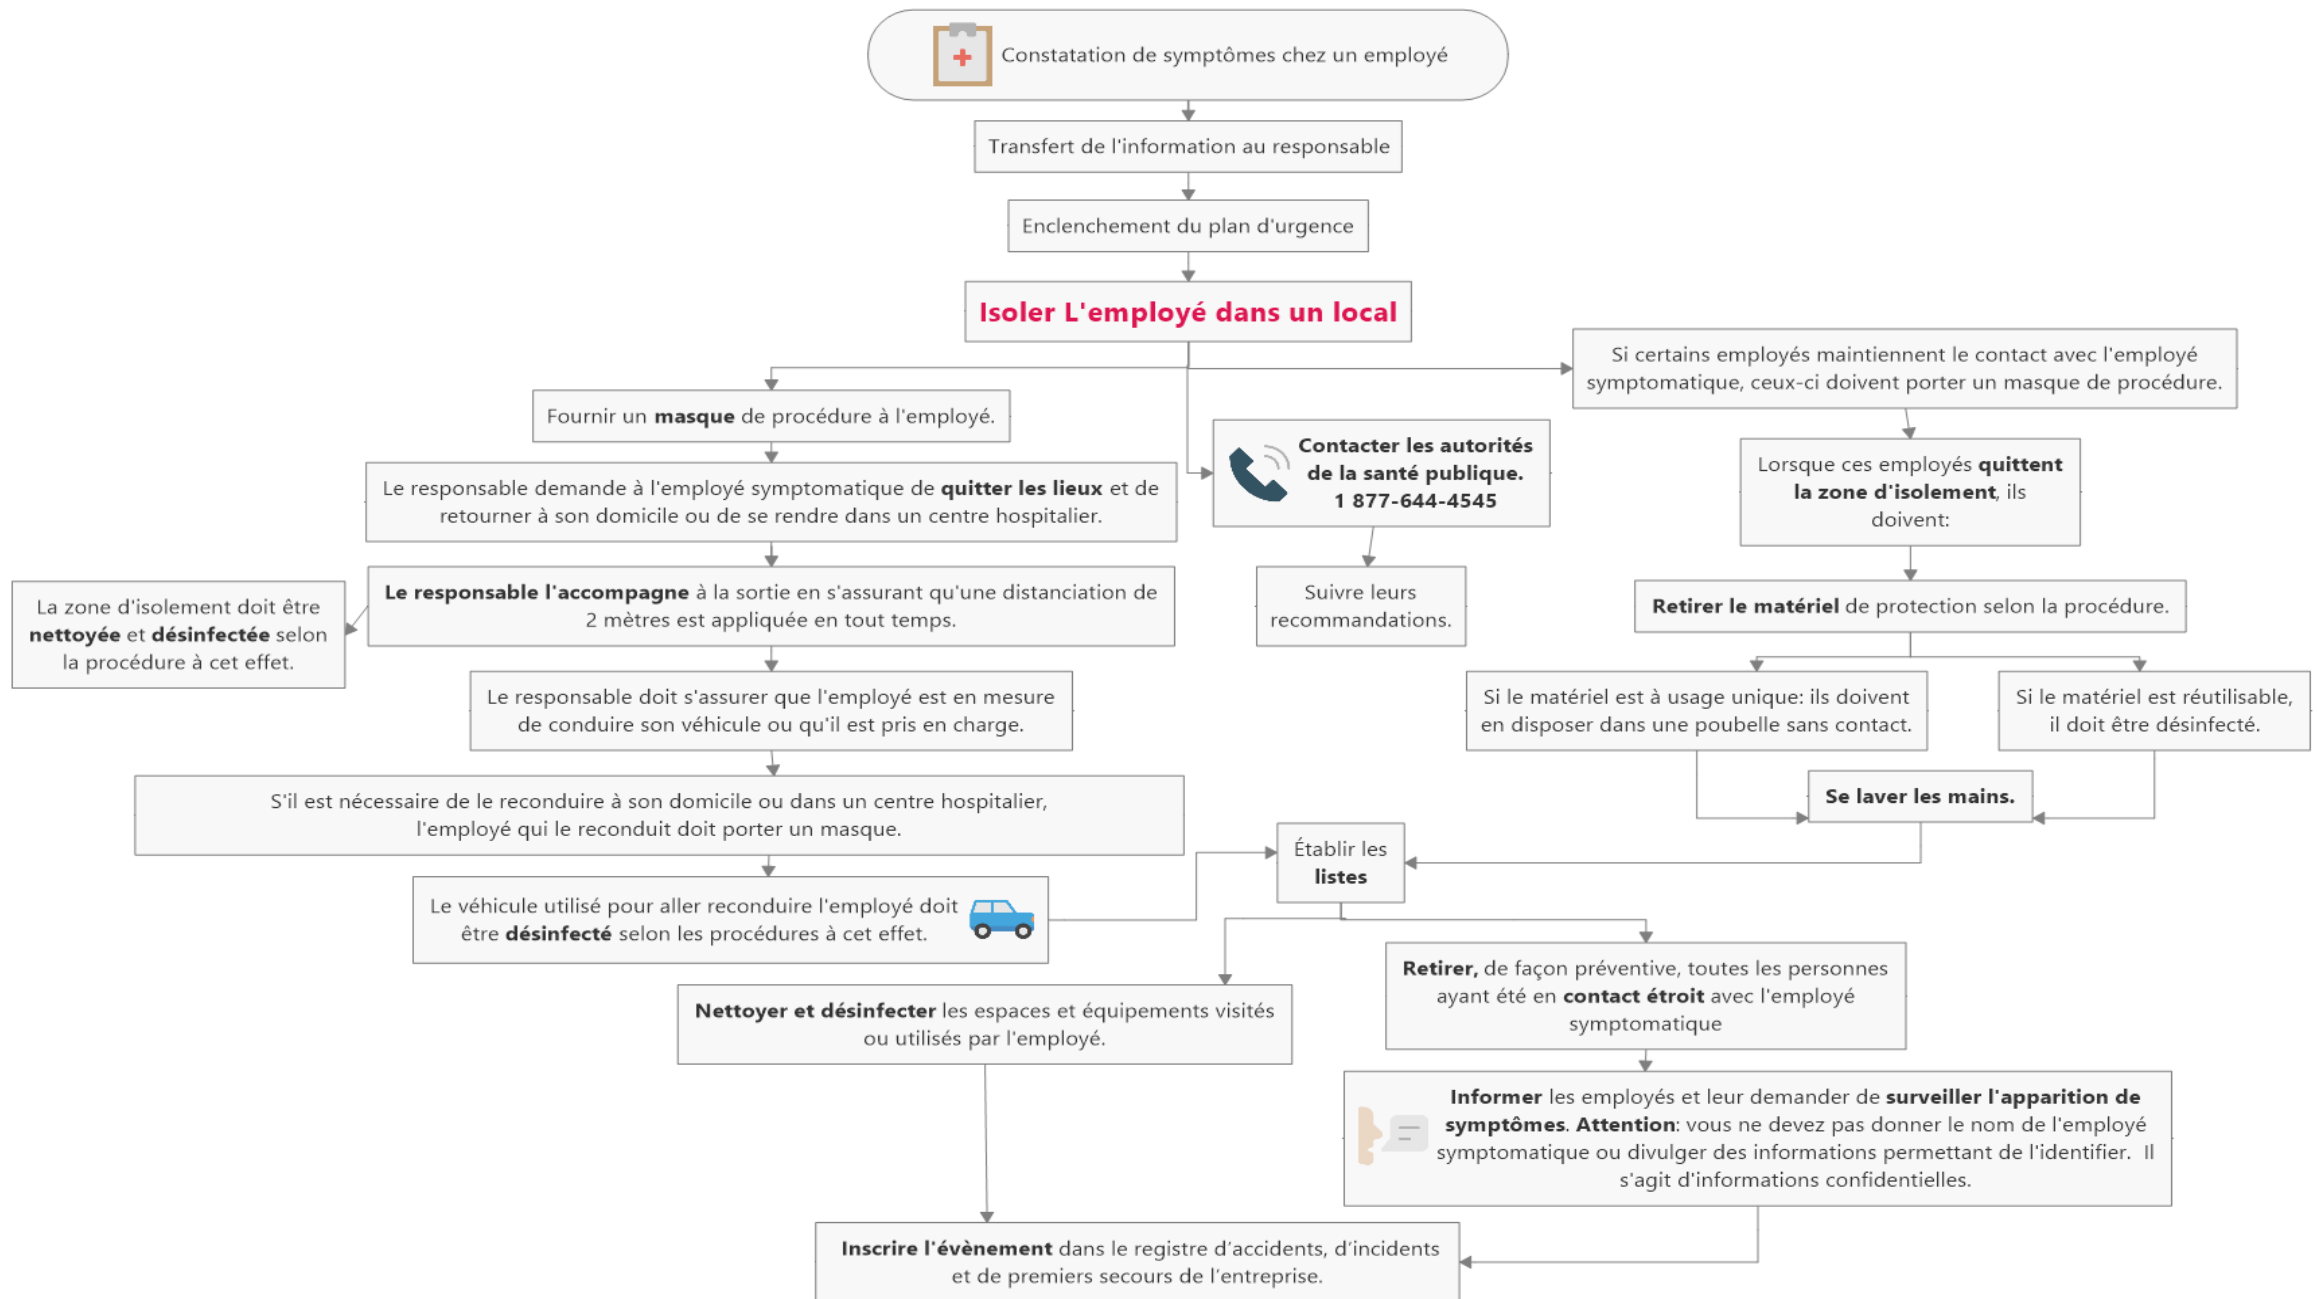 Constatation de symptômes chez un employé
Transfert de l'information au responsable
Enclenchement du plan d'urgence
Isoler L'employé dans un local
Si certains employés maintiennent le contact avec l'employé
symptomatique, ceux-ci doivent porter un masque de procédure.
Fournir un masque de procédure à l'employé.
Contacter les autorités
de la santé publique.
1 877-644-4545
Lorsque ces employés quittent
la zone d'isolement, ils
doivent:
Le responsable demande à l'employé symptomatique de quitter les lieux et de
retourner à son domicile ou de se rendre dans un centre hospitalier.
La zone d'isolement doit être
nettoyée et désinfectée selon
la procédure à cet effet.
Le responsable l'accompagne à la sortie en s'assurant qu'une distanciation de
2 mètres est appliquée en tout temps.
Suivre leurs
recommandations.
Retirer le matériel de protection selon la procédure.
Le responsable doit s'assurer que l'employé est en mesure
de conduire son véhicule ou qu'il est pris en charge.
Si le matériel est à usage unique: ils doivent
en disposer dans une poubelle sans contact.
Si le matériel est réutilisable,
il doit être désinfecté.
S'il est nécessaire de le reconduire à son domicile ou dans un centre hospitalier,
l'employé qui le reconduit doit porter un masque.
Se laver les mains.
Établir les
listes
Le véhicule utilisé pour aller reconduire l'employé doit
être désinfecté selon les procédures à cet effet.
Retirer, de façon préventive, toutes les personnes
ayant été en contact étroit avec l'employé
symptomatique
Nettoyer et désinfecter les espaces et équipements visités
ou utilisés par l'employé.
Informer les employés et leur demander de surveiller l'apparition de
symptômes. Attention: vous ne devez pas donner le nom de l'employé
symptomatique ou divulger des informations permettant de l'identifier.  Il
s'agit d'informations confidentielles.
Inscrire l'évènement dans le registre d’accidents, d’incidents
et de premiers secours de l’entreprise.